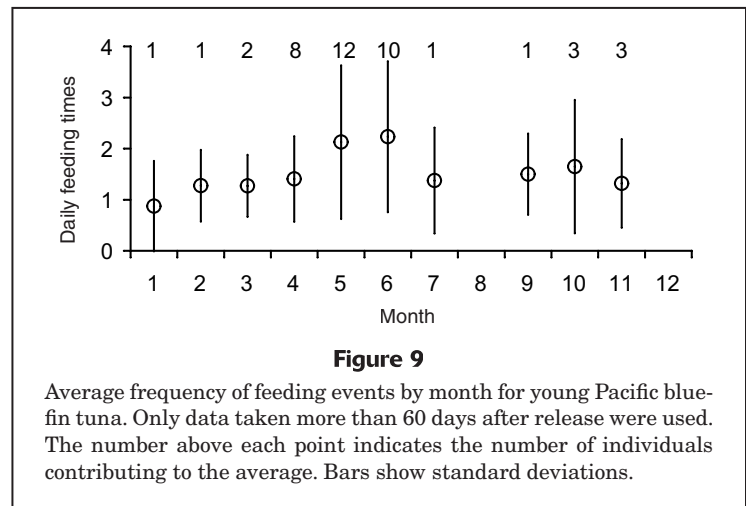 4 1 1 2 8 12 10 1 1 3 3
3
2
1
0
Daily feeding times
1 2 3 4 5 6 7 8 9 10 11 12
Month
Figure 9
Average frequency of feeding events by month for young Pacific blue-
fin tuna. Only data taken more than 60 days after release were used.
The number above each point indicates the number of individuals
contributing to the average. Bars show standard deviations.